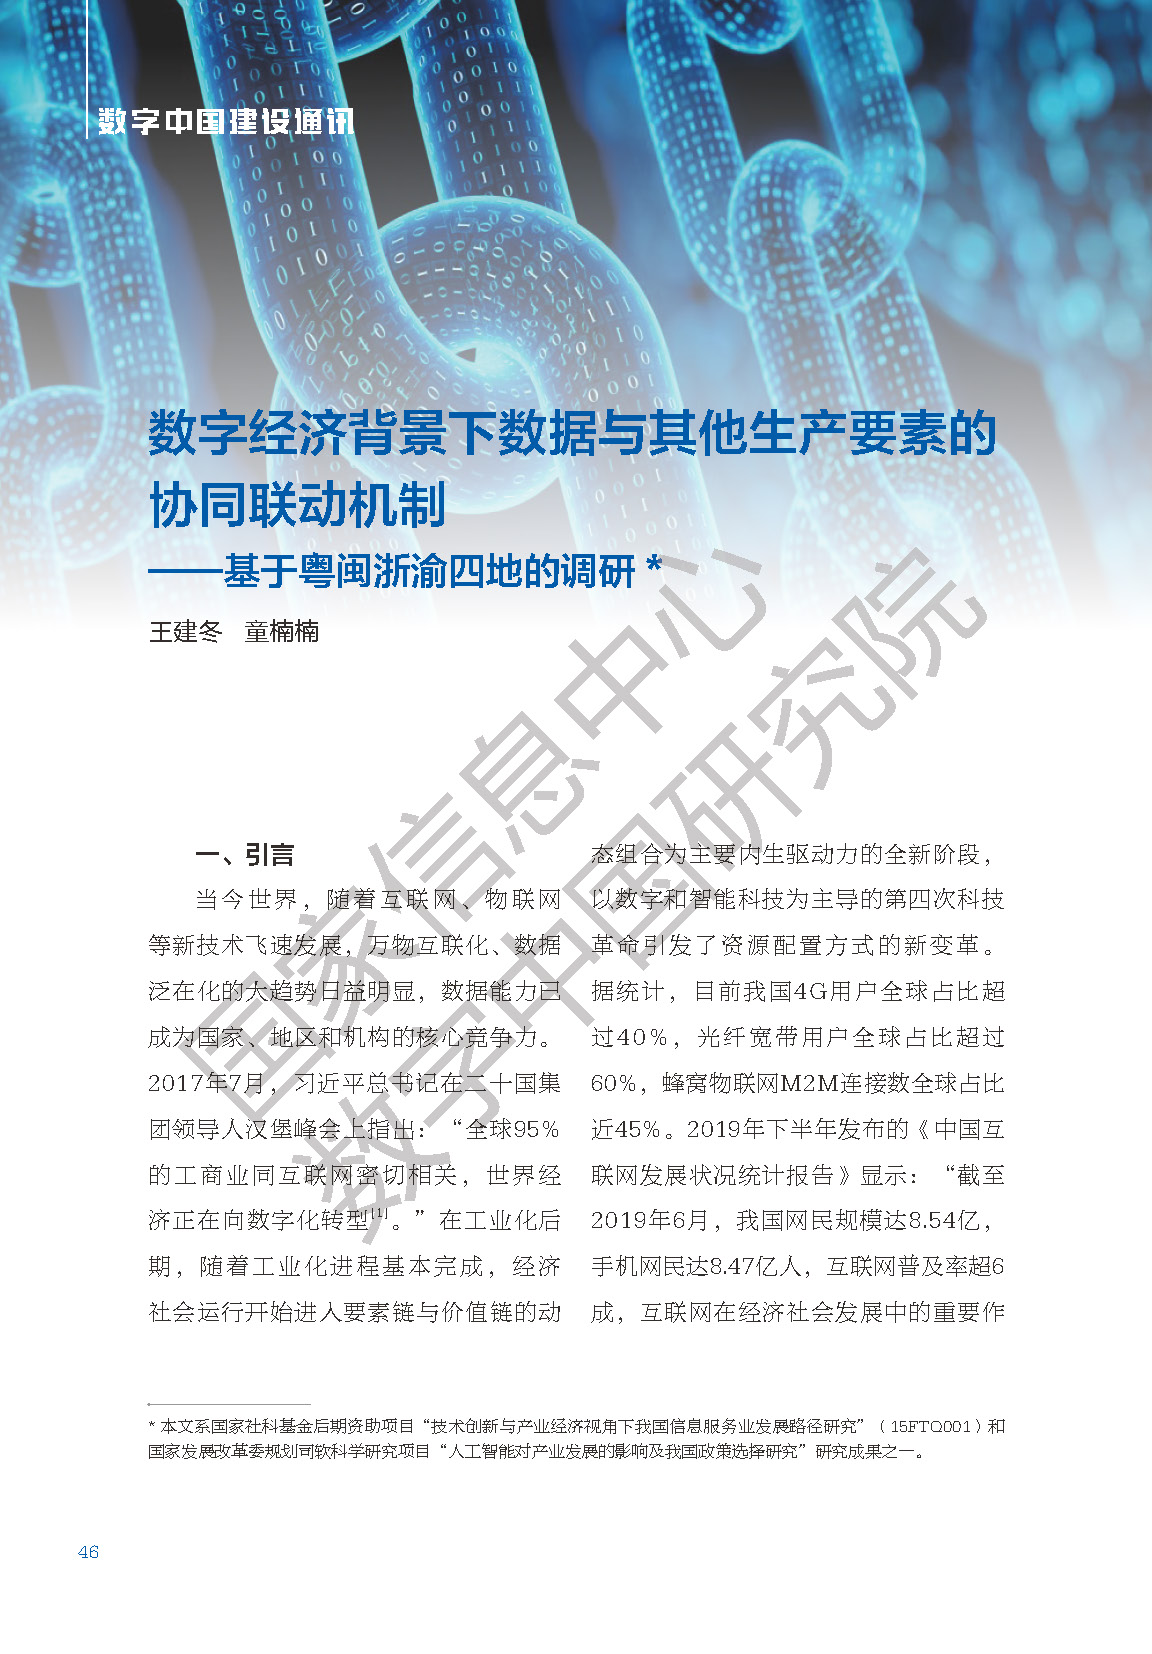 数字中国建设通讯
数字经济背景下数据与其他生产要素的
协同联动机制
——基于粤闽浙渝四地的调研 *
王建冬　童楠楠
一、引言
当今世界，随着互联网、物联网
等新技术飞速发展，万物互联化、数据
泛在化的大趋势日益明显，数据能力已
成为国家、地区和机构的核心竞争力。
2017年7月，习近平总书记在二十国集
团领导人汉堡峰会上指出：“全球95%
的工商业同互联网密切相关，世界经
济正在向数字化转型[1]。”在工业化后
期，随着工业化进程基本完成，经济
社会运行开始进入要素链与价值链的动
态组合为主要内生驱动力的全新阶段，
以数字和智能科技为主导的第四次科技
革命引发了资源配置方式的新变革。
据统计，目前我国4G用户全球占比超
过40%，光纤宽带用户全球占比超过
60%，蜂窝物联网M2M连接数全球占比
近45%。2019年下半年发布的《中国互
联网发展状况统计报告》显示：“截至
2019年6月，我国网民规模达8.54亿，
手机网民达8.47亿人，互联网普及率超6
成，互联网在经济社会发展中的重要作
* 本文系国家社科基金后期资助项目“技术创新与产业经济视角下我国信息服务业发展路径研究”（15FTQ001）和
国家发展改革委规划司软科学研究项目“人工智能对产业发展的影响及我国政策选择研究”研究成果之一。
46
国家信息中心
数字中国研究院